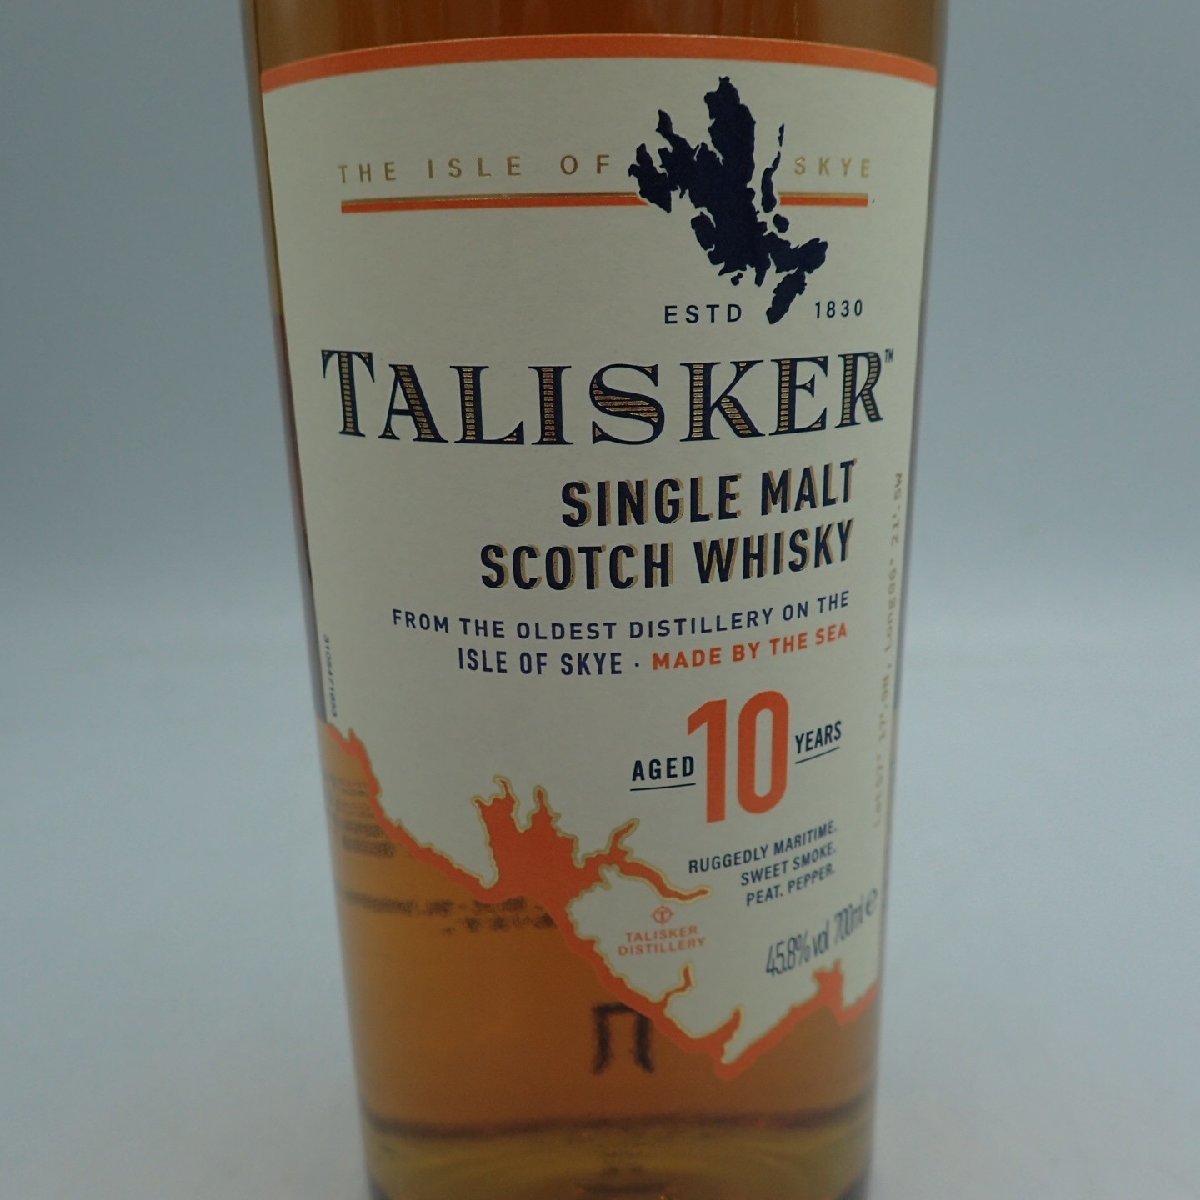 THE ISLE OF SKYE
ESTD 1830
TALISKER™
SINGLE MALT
SCOTCH WHISKY
FROM THE OLDEST DISTILLERY ON THE
ISLE OF SKYE · MADE BY THE SEA
AGED 10 YEARS
RUGGEDLY MARITIME.
SWEET SMOKE.
PEAT. PEPPER.
TALISKER
DISTILLERY
45.8% vol 700ml ℮